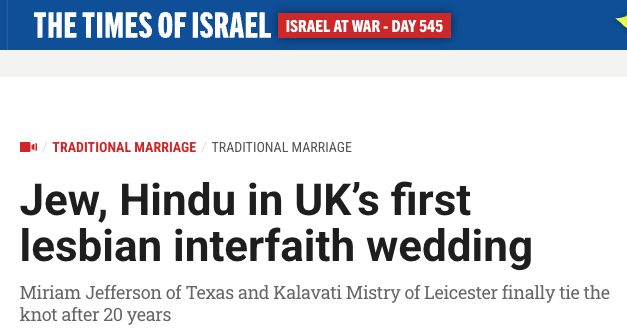 THE TIMES OF ISRAEL ISRAEL AT WAR - DAY 545
/ TRADITIONAL MARRIAGE / TRADITIONAL MARRIAGE
Jew, Hindu in UK’s first
lesbian interfaith wedding
Miriam Jefferson of Texas and Kalavati Mistry of Leicester finally tie the
knot after 20 years